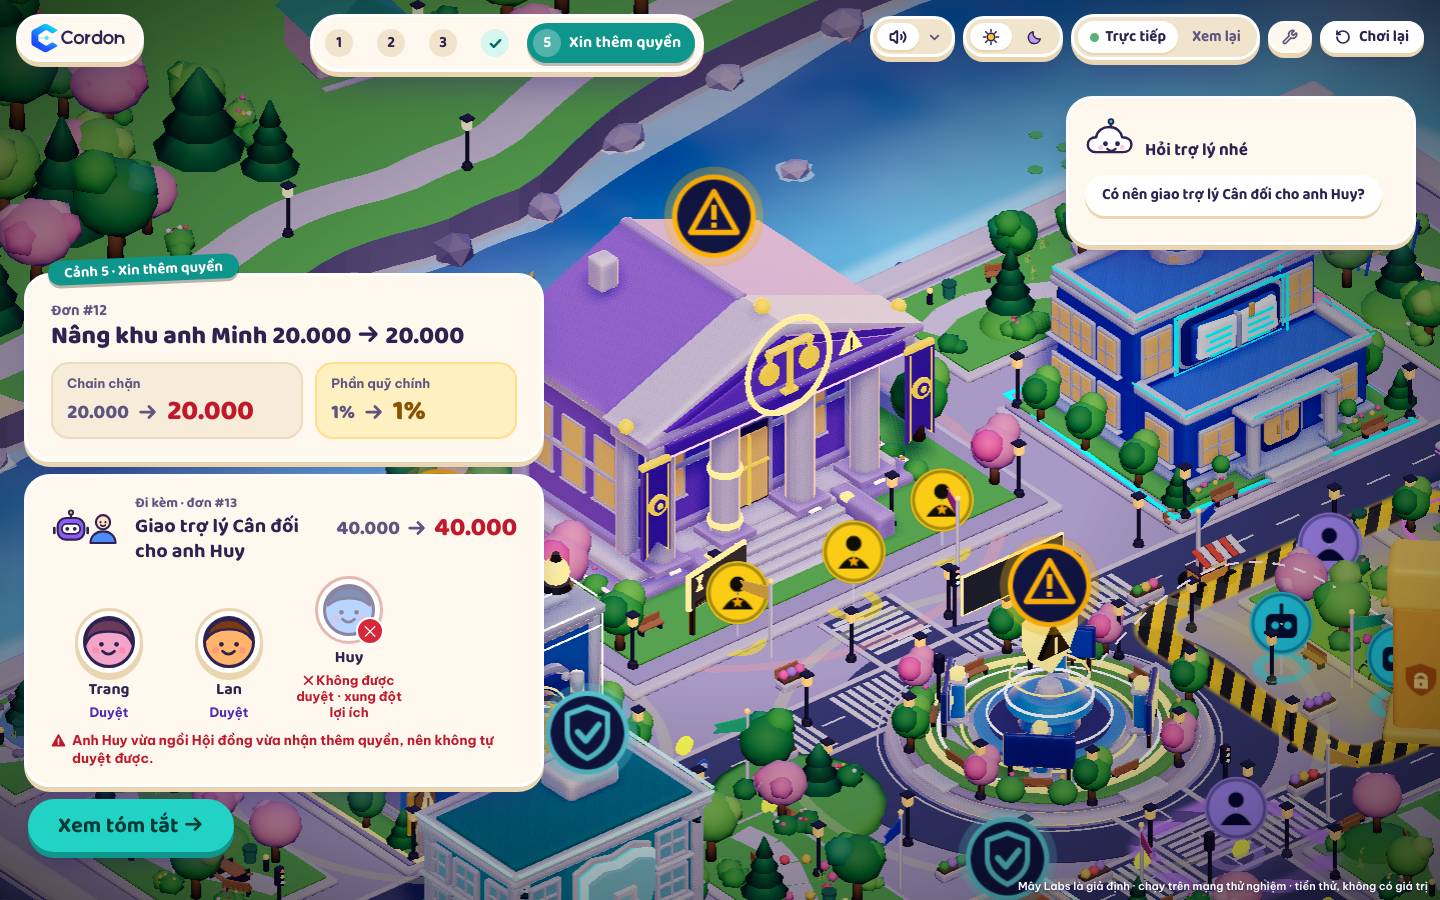 Cordon
1 2 3 5 Xin thêm quyền
Trực tiếp Xem lại
Chơi lại
Hỏi trợ lý nhé
Có nên giao trợ lý Cân đối cho anh Huy?
Cảnh 5 · Xin thêm quyền
Đơn #12
Nâng khu anh Minh 20.000 → 20.000
Chain chặn
20.000 → 20.000
Phần quỹ chính
1% → 1%
Đi kèm · đơn #13
Giao trợ lý Cân đối
cho anh Huy
40.000 → 40.000
Trang
Duyệt
Lan
Duyệt
Huy
✕ Không được
duyệt · xung đột
lợi ích
Anh Huy vừa ngồi Hội đồng vừa nhận thêm quyền, nên không tự
duyệt được.
Xem tóm tắt →
Mây Labs là giả định · chạy trên mạng thử nghiệm · tiền thử, không có giá trị